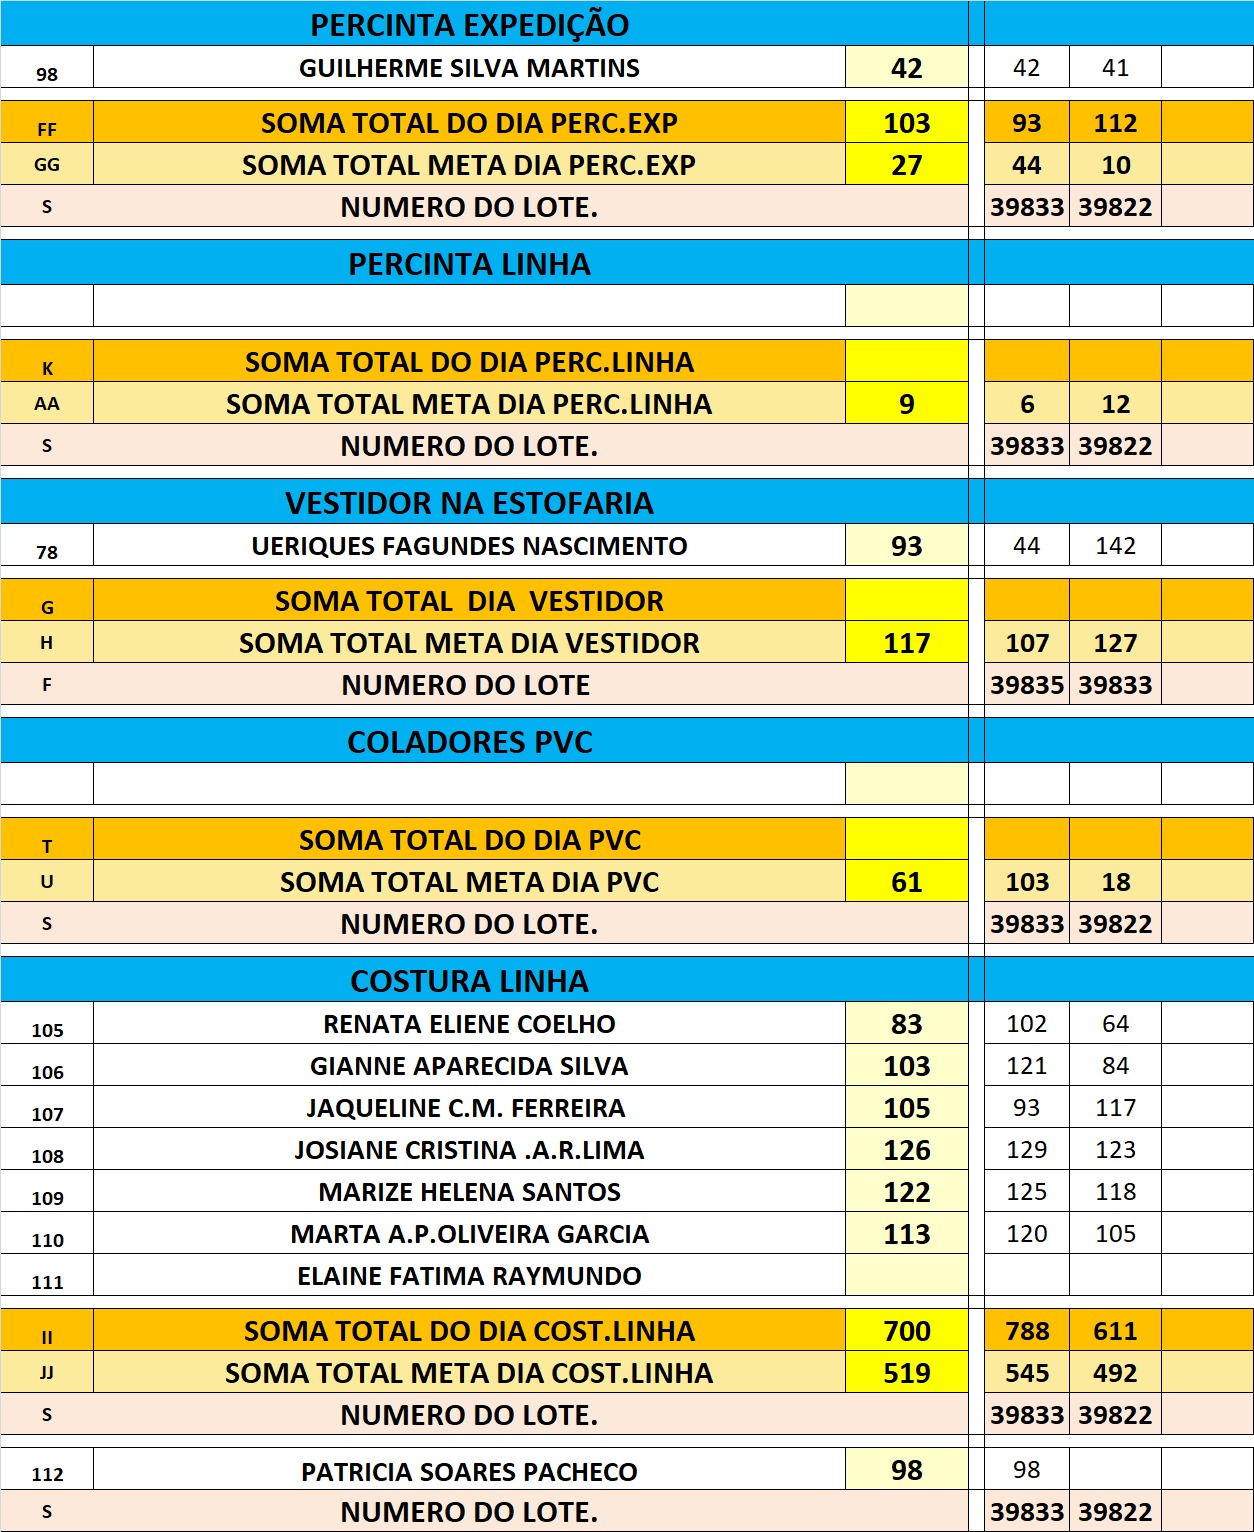 PERCINTA EXPEDIÇÃO
98 GUILHERME SILVA MARTINS 42 42 41
FF SOMA TOTAL DO DIA PERC.EXP 103 93 112
GG SOMA TOTAL META DIA PERC.EXP 27 44 10
S NUMERO DO LOTE. 39833 39822
PERCINTA LINHA
K SOMA TOTAL DO DIA PERC.LINHA
AA SOMA TOTAL META DIA PERC.LINHA 9 6 12
S NUMERO DO LOTE. 39833 39822
VESTIDOR NA ESTOFARIA
78 UERIQUES FAGUNDES NASCIMENTO 93 44 142
G SOMA TOTAL DIA VESTIDOR
H SOMA TOTAL META DIA VESTIDOR 117 107 127
F NUMERO DO LOTE 39835 39833
COLADORES PVC
T SOMA TOTAL DO DIA PVC
U SOMA TOTAL META DIA PVC 61 103 18
S NUMERO DO LOTE. 39833 39822
COSTURA LINHA
105 RENATA ELIENE COELHO 83 102 64
106 GIANNE APARECIDA SILVA 103 121 84
107 JAQUELINE C.M. FERREIRA 105 93 117
108 JOSIANE CRISTINA .A.R.LIMA 126 129 123
109 MARIZE HELENA SANTOS 122 125 118
110 MARTA A.P.OLIVEIRA GARCIA 113 120 105
111 ELAINE FATIMA RAYMUNDO
II SOMA TOTAL DO DIA COST.LINHA 700 788 611
JJ SOMA TOTAL META DIA COST.LINHA 519 545 492
S NUMERO DO LOTE. 39833 39822
112 PATRICIA SOARES PACHECO 98 98
S NUMERO DO LOTE. 39833 39822